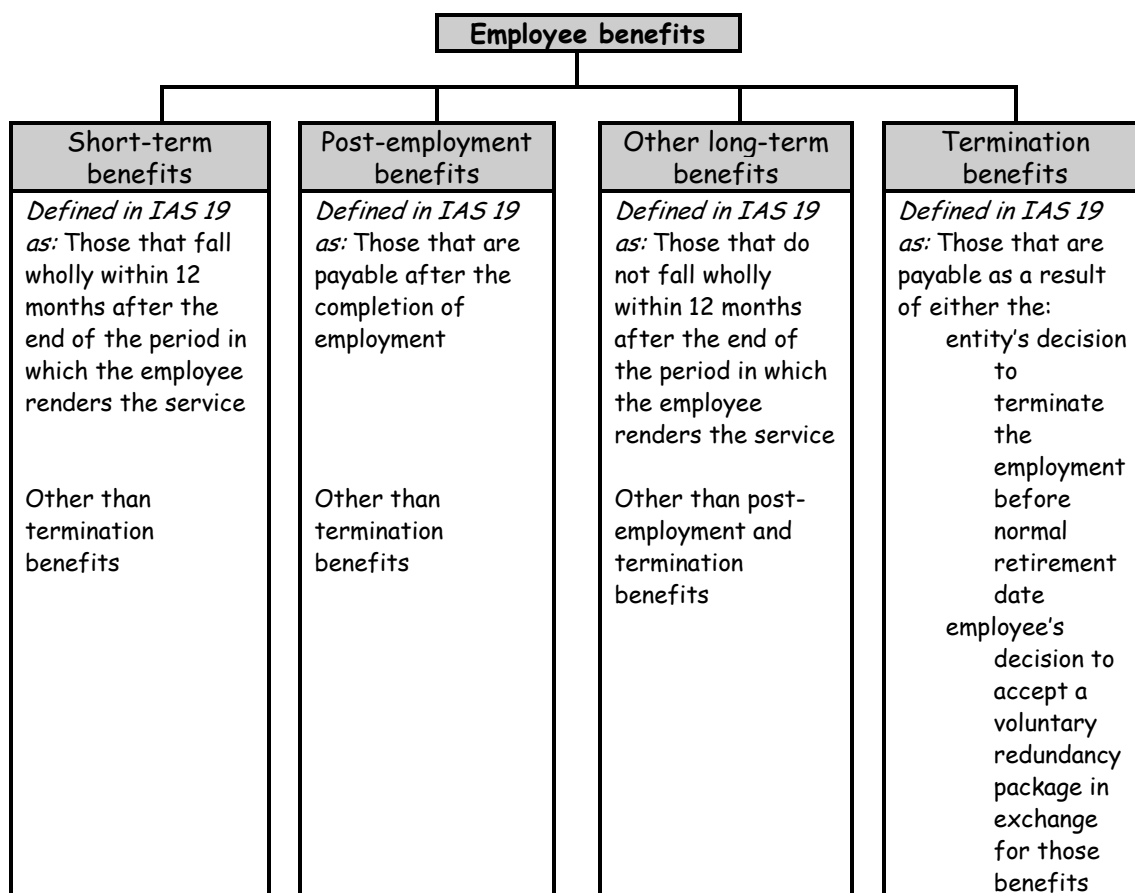 Employee benefits
Short-term
benefits
Defined in IAS 19
as: Those that fall
wholly within 12
months after the
end of the period in
which the employee
renders the service
Other than
termination
benefits
Post-employment
benefits
Defined in IAS 19
as: Those that are
payable after the
completion of
employment
Other than
termination
benefits
Other long-term
benefits
Defined in IAS 19
as: Those that do
not fall wholly
within 12 months
after the end of
the period in which
the employee
renders the service
Other than post-
employment and
termination
benefits
Termination
benefits
Defined in IAS 19
as: Those that are
payable as a result
of either the:
entity's decision
to
terminate
the
employment
before
normal
retirement
date
employee's
decision to
accept a
voluntary
redundancy
package in
exchange
for those
benefits